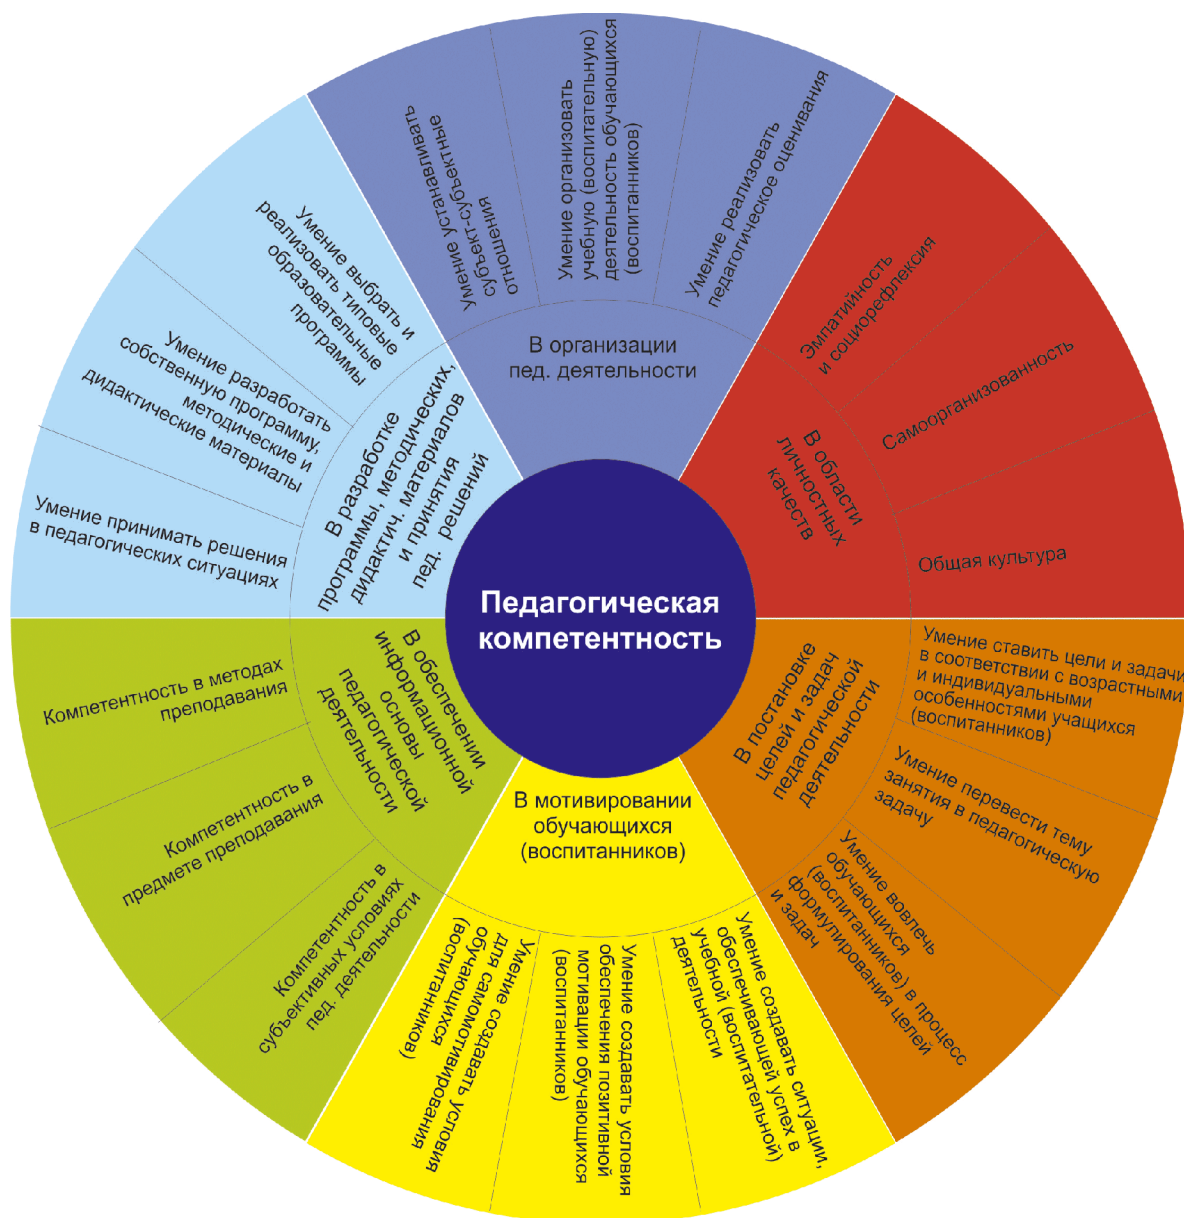 Педагогическая
компетентность
В организации
пед. деятельности
Умение устанавливать
субъект-субъектные
отношения
Умение организовать
учебную (воспитательную)
деятельность обучающихся
(воспитанников)
Умение реализовать
педагогическое оценивания
В области
личностных
качеств
Эмпатийность
и социорефлексия
Самоорганизованность
Общая культура
В постановке
целей и задач
педагогической
деятельности
Умение ставить цели и задачи
в соответствии с возрастными
и индивидуальными
особенностями учащихся
(воспитанников)
Умение перевести тему
занятия в педагогическую
задачу
Умение вовлечь
обучающихся
(воспитанников) в процесс
формулирования целей
и задач
В мотивировании
обучающихся
(воспитанников)
Умение создавать ситуации,
обеспечивающей успех в
учебной (воспитательной)
деятельности
Умение создавать условия
обеспечения позитивной
мотивации обучающихся
(воспитанников)
Умение создавать условия
для самомотивирования
обучающихся
(воспитанников)
В обеспечении
информационной
основы
педагогической
деятельности
Компетентность в
субъективных условиях
пед. деятельности
Компетентность в
предмете преподавания
Компетентность в методах
преподавания
В разработке
программы, методических,
дидактич. материалов
и принятия
пед. решений
Умение принимать решения
в педагогических ситуациях
Умение разработать
собственную программу,
методические и
дидактические материалы
Умение выбрать и
реализовать типовые
образовательные
программы